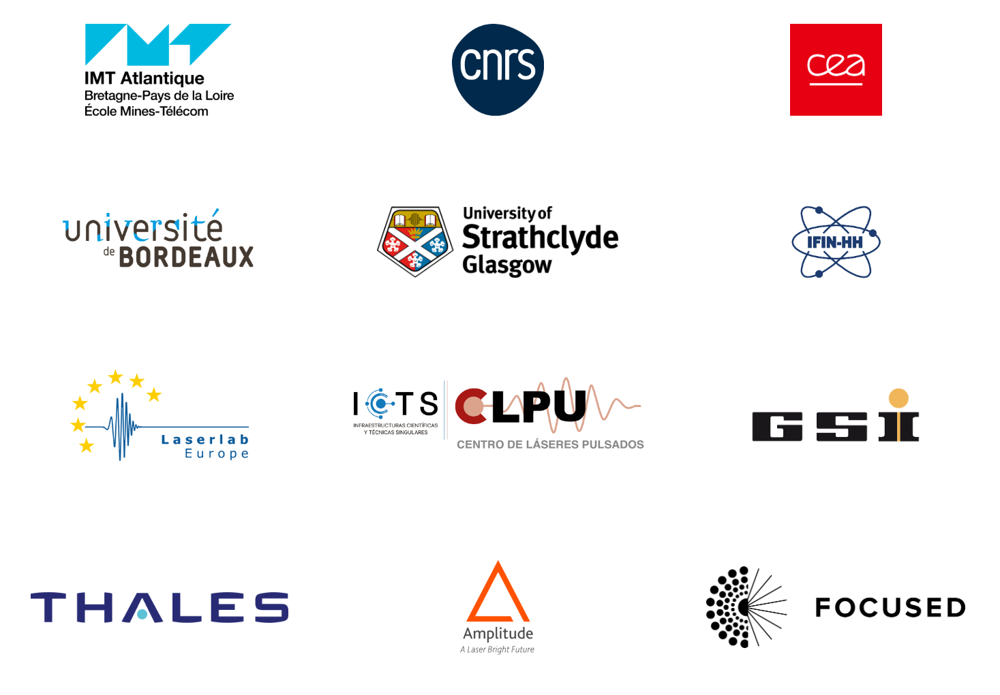 IMT Atlantique
Bretagne-Pays de la Loire
École Mines-Télécom
cnrs
cea
université
de BORDEAUX
University of
Strathclyde
Glasgow
IFIN-HH
Laserlab
Europe
ICTS
INFRAESTRUCTURAS CIENTÍFICAS
Y TÉCNICAS SINGULARES
CLPU
CENTRO DE LÁSERES PULSADOS
GSI
THALES
Amplitude
A Laser Bright Future
FOCUSED